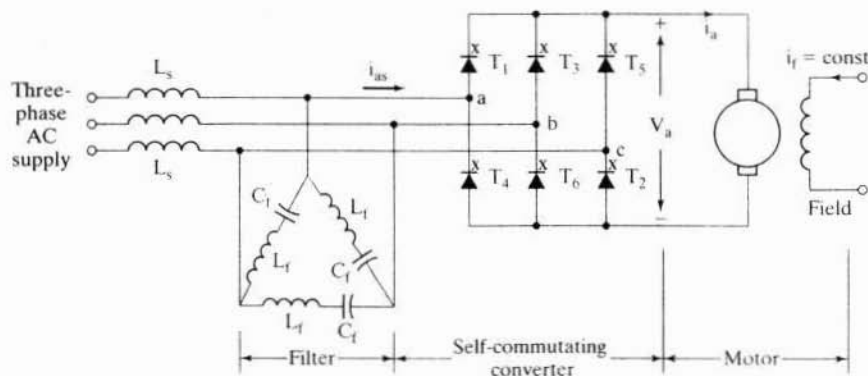 L_s
Three-
phase
AC
supply
L_s
i_as
a
b
c
x
T_1
x
T_3
x
T_5
x
T_4
x
T_6
x
T_2
+
V_a
−
i_a
i_f = const
Field
C_f
L_f
L_f
C_f
L_f
C_f
Filter
Self-commutating
converter
Motor